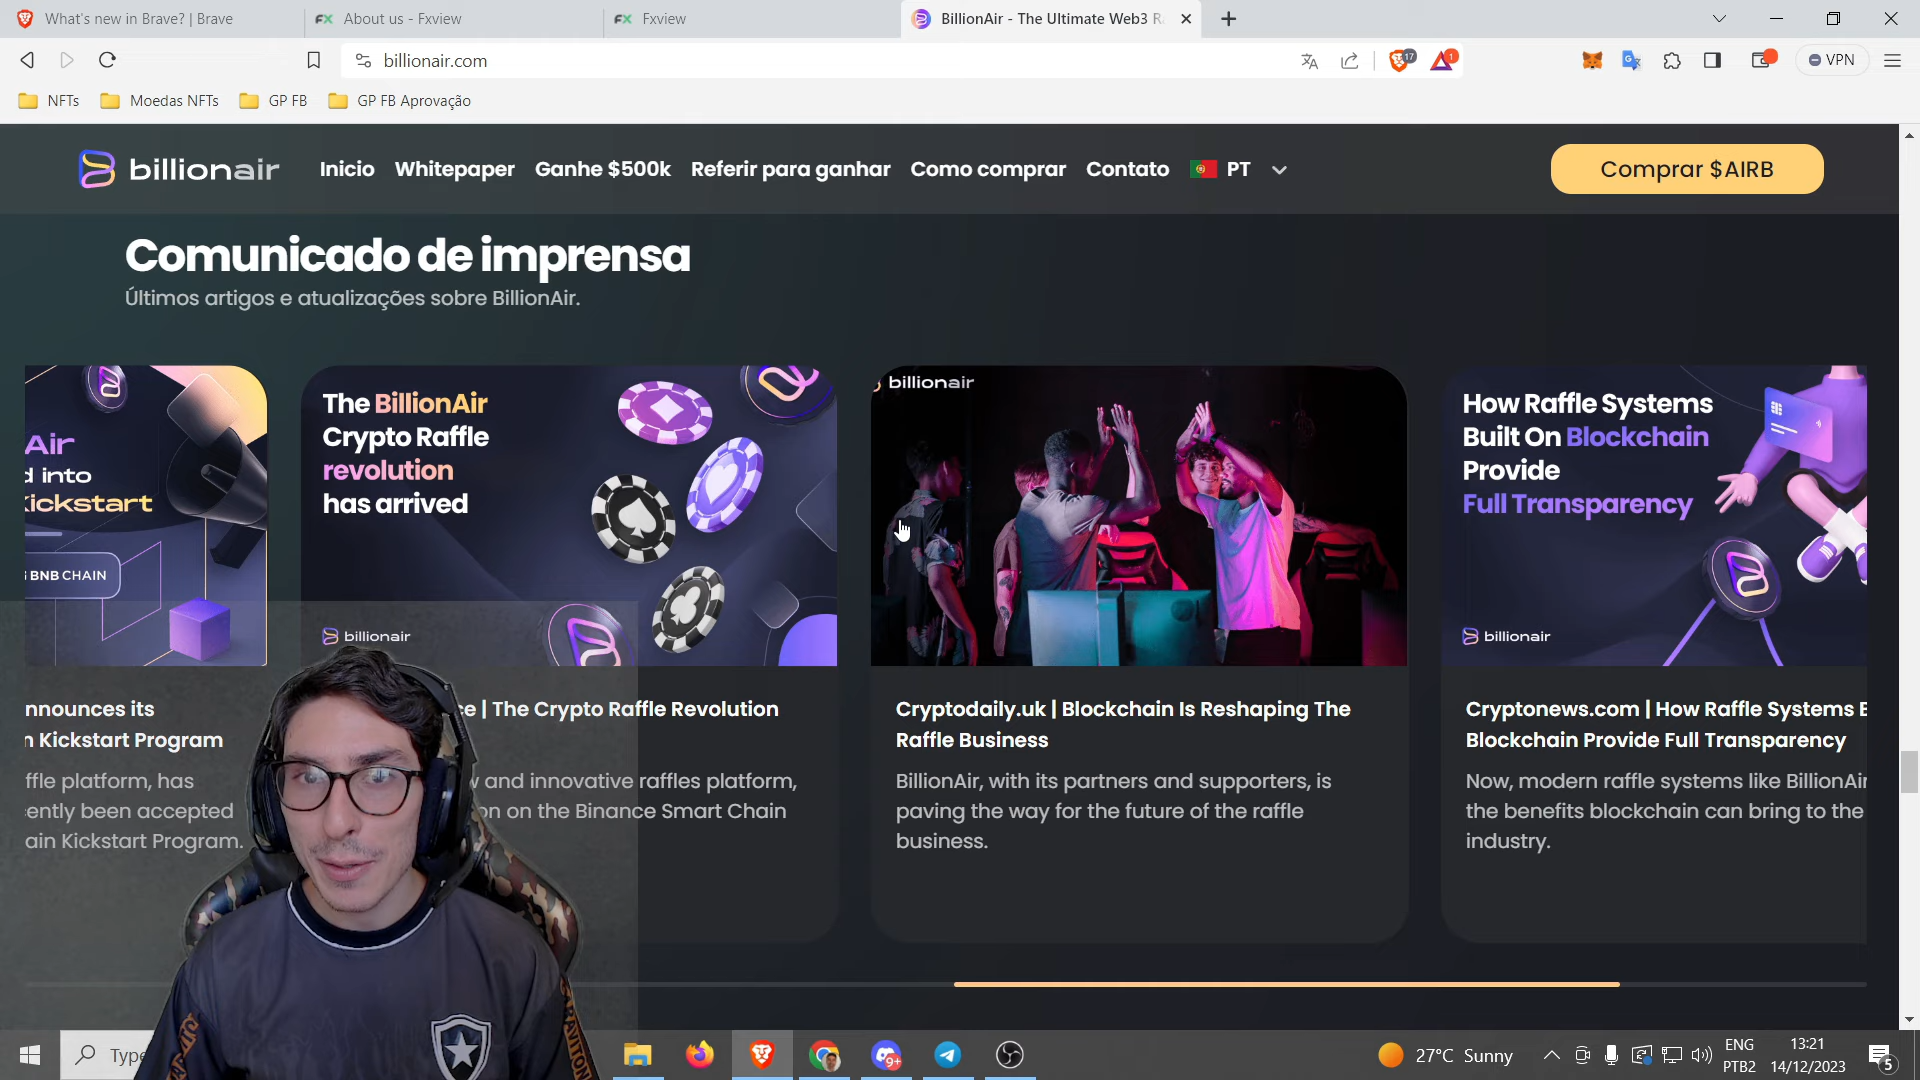 What's new in Brave? | Brave
About us - Fxview
Fxview
BillionAir - The Ultimate Web3 R
billionair.com
17
1
VPN
NFTs
Moedas NFTs
GP FB
GP FB Aprovação
billionair
Inicio
Whitepaper
Ganhe $500k
Referir para ganhar
Como comprar
Contato
PT
Comprar $AIRB
Comunicado de imprensa
Últimos artigos e atualizações sobre BillionAir.
Air
d into
Kickstart
BNB CHAIN
The BillionAir
Crypto Raffle
revolution
has arrived
billionair
billionair
How Raffle Systems
Built On Blockchain
Provide
Full Transparency
billionair
nnounces its
n Kickstart Program
ffle platform, has
ently been accepted
ain Kickstart Program.
ce | The Crypto Raffle Revolution
w and innovative raffles platform,
on on the Binance Smart Chain
Cryptodaily.uk | Blockchain Is Reshaping The
Raffle Business
BillionAir, with its partners and supporters, is
paving the way for the future of the raffle
business.
Cryptonews.com | How Raffle Systems B
Blockchain Provide Full Transparency
Now, modern raffle systems like BillionAir
the benefits blockchain can bring to the
industry.
Type
9+
27°C Sunny
ENG
PTB2
13:21
14/12/2023
5